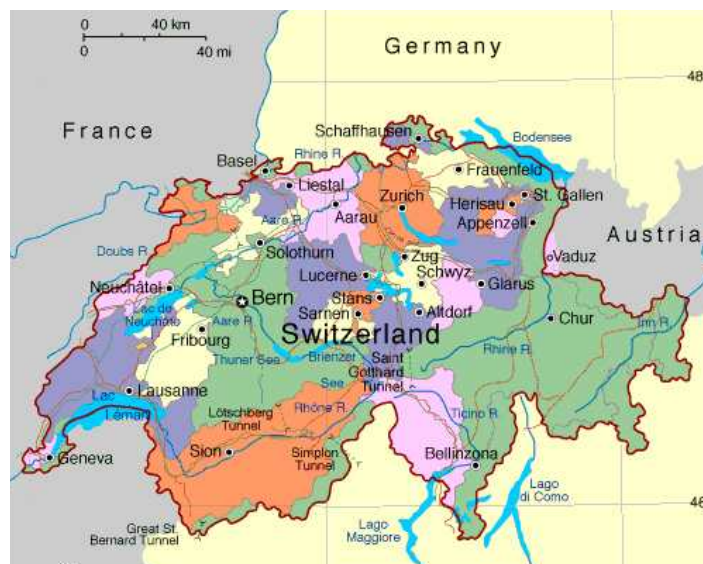 0 40 km
0 40 mi
Germany
48
France
Schaffhausen
Bodensee
Basel
Rhine R.
Frauenfeld
Liestal
Zurich
St. Gallen
Herisau
Aarau
Aare R.
Appenzell
Austria
Solothurn
Doubs R.
Zug
Vaduz
Lucerne
Schwyz
Neuchâtel
Glarus
Bern
Stans
Lac de
Neuchâtel
Sarnen
Altdorf
Aare R.
Chur
Inn R.
Fribourg
Switzerland
Thuner See
Brienzer
See
Saint
Gotthard
Tunnel
Rhine R.
Lausanne
Lac
Léman
Lötschberg
Tunnel
Rhône R.
Ticino R.
Geneva
Sion
Simplon
Tunnel
Bellinzona
Lago
di Como
46
Great St.
Bernard Tunnel
Lago
Maggiore